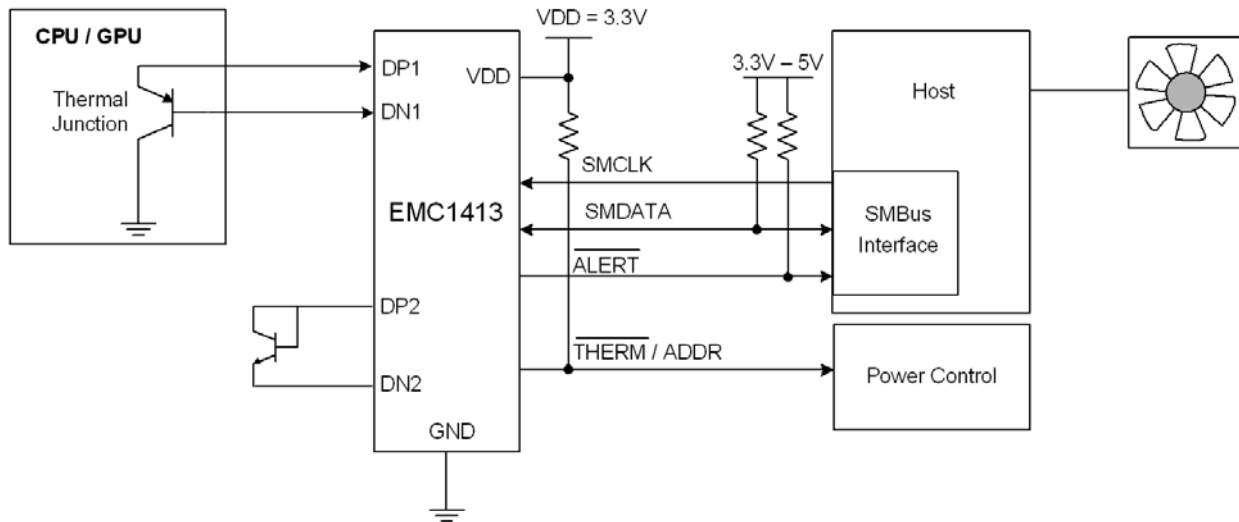 CPU / GPU
Thermal
Junction
DP1
DN1
VDD
EMC1413
DP2
DN2
GND
VDD = 3.3V
3.3V – 5V
SMCLK
SMDATA
ALERT
THERM / ADDR
Host
SMBus
Interface
Power Control